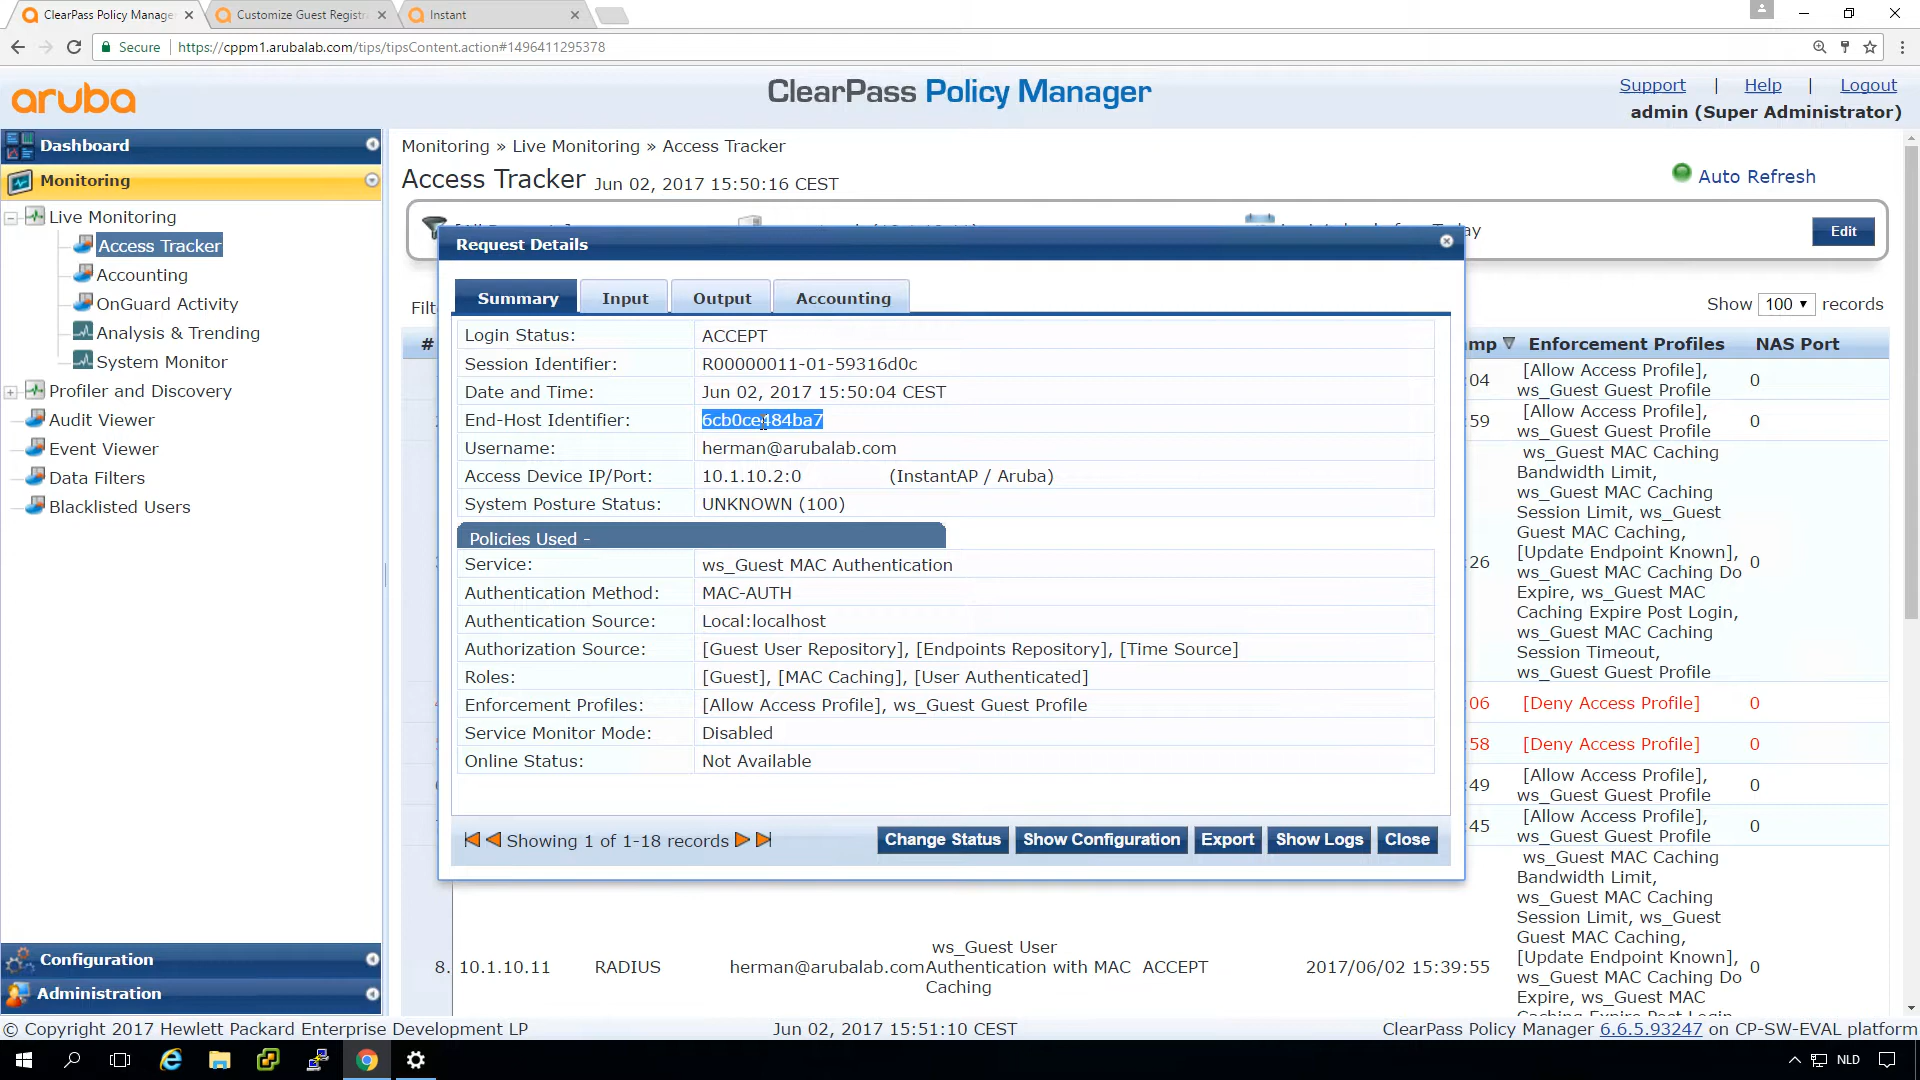 ClearPass Policy Manage
Customize Guest Registr
Instant
Secure
https://cppm1.arubalab.com/tips/tipsContent.action#1496411295378
aruba
ClearPass Policy Manager
Support | Help | Logout
admin (Super Administrator)
Dashboard
Monitoring
Live Monitoring
Access Tracker
Accounting
OnGuard Activity
Analysis & Trending
System Monitor
Profiler and Discovery
Audit Viewer
Event Viewer
Data Filters
Blacklisted Users
Configuration
Administration
Monitoring » Live Monitoring » Access Tracker
Access Tracker Jun 02, 2017 15:50:16 CEST
Auto Refresh
Edit
Show 100 records
# Enforcement Profiles NAS Port
Request Details
Summary Input Output Accounting
Login Status: ACCEPT
Session Identifier: R00000011-01-59316d0c
Date and Time: Jun 02, 2017 15:50:04 CEST
End-Host Identifier: 6cb0ce484ba7
Username: herman@arubalab.com
Access Device IP/Port: 10.1.10.2:0 (InstantAP / Aruba)
System Posture Status: UNKNOWN (100)
Policies Used -
Service: ws_Guest MAC Authentication
Authentication Method: MAC-AUTH
Authentication Source: Local:localhost
Authorization Source: [Guest User Repository], [Endpoints Repository], [Time Source]
Roles: [Guest], [MAC Caching], [User Authenticated]
Enforcement Profiles: [Allow Access Profile], ws_Guest Guest Profile
Service Monitor Mode: Disabled
Online Status: Not Available
Showing 1 of 1-18 records
Change Status Show Configuration Export Show Logs Close
:04 [Allow Access Profile], 0
ws_Guest Guest Profile
:59 [Allow Access Profile], 0
ws_Guest Guest Profile
ws_Guest MAC Caching
Bandwidth Limit,
ws_Guest MAC Caching
Session Limit, ws_Guest
Guest MAC Caching,
[Update Endpoint Known],
:26 ws_Guest MAC Caching Do 0
Expire, ws_Guest MAC
Caching Expire Post Login,
ws_Guest MAC Caching
Session Timeout,
ws_Guest Guest Profile
:06 [Deny Access Profile] 0
:58 [Deny Access Profile] 0
:49 [Allow Access Profile], 0
ws_Guest Guest Profile
:45 [Allow Access Profile], 0
ws_Guest Guest Profile
ws_Guest MAC Caching
Bandwidth Limit,
ws_Guest MAC Caching
Session Limit, ws_Guest
Guest MAC Caching,
[Update Endpoint Known],
ws_Guest MAC Caching Do
Expire, ws_Guest MAC
8. 10.1.10.11 RADIUS herman@arubalab.com ws_Guest User Authentication with MAC Caching ACCEPT 2017/06/02 15:39:55 0
© Copyright 2017 Hewlett Packard Enterprise Development LP
Jun 02, 2017 15:51:10 CEST
ClearPass Policy Manager 6.6.5.93247 on CP-SW-EVAL platform
NLD